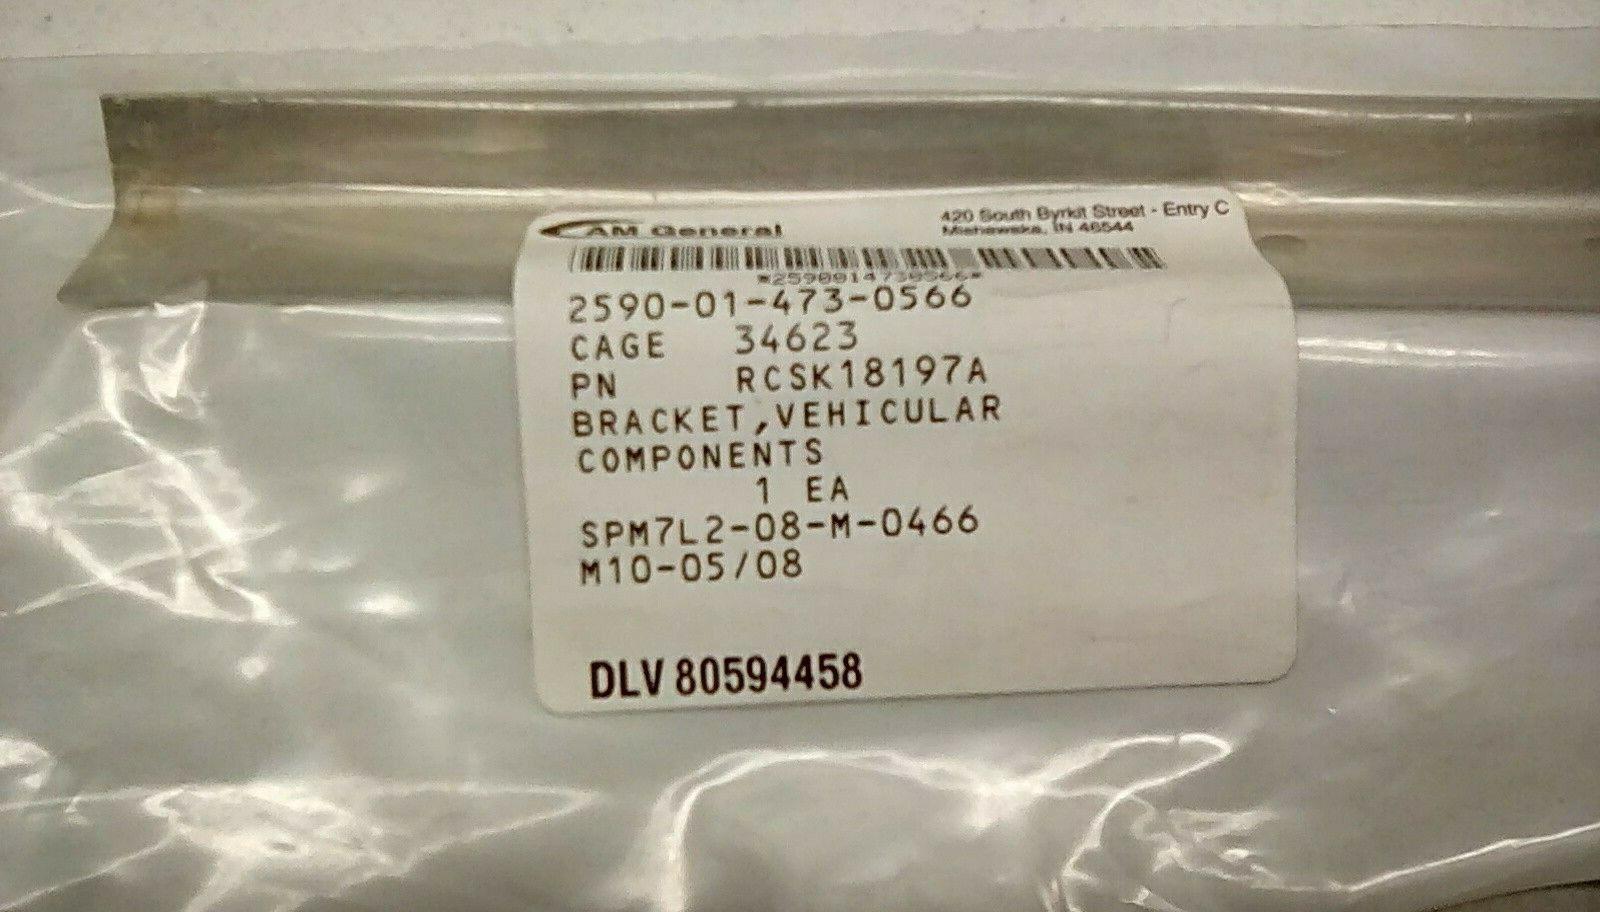 AM General
420 South Byrkit Street - Entry C
Mishawaka, IN 46544
*2590014730566*
2590-01-473-0566
CAGE 34623
PN RCSK18197A
BRACKET,VEHICULAR
COMPONENTS
1 EA
SPM7L2-08-M-0466
M10-05/08
DLV 80594458